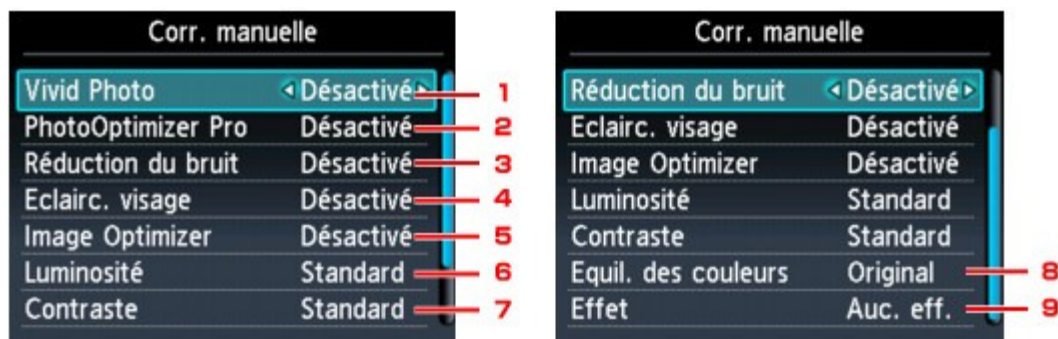 Corr. manuelle
Vivid Photo Désactivé 1
PhotoOptimizer Pro Désactivé 2
Réduction du bruit Désactivé 3
Eclairc. visage Désactivé 4
Image Optimizer Désactivé 5
Luminosité Standard 6
Contraste Standard 7
Corr. manuelle
Réduction du bruit Désactivé
Eclairc. visage Désactivé
Image Optimizer Désactivé
Luminosité Standard
Contraste Standard
Equil. des couleurs Original 8
Effet Auc. eff. 9